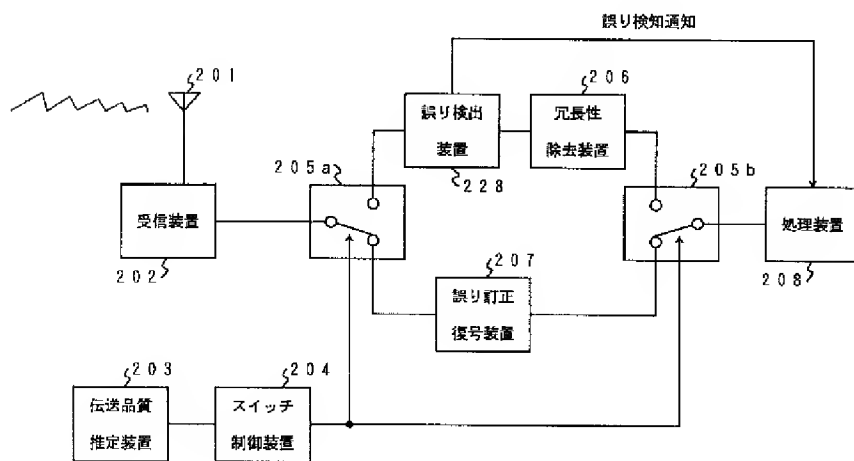 誤り検知通知
201
206
誤り検出
装置
冗長性
除去装置
205a
228
205b
受信装置
処理装置
202
207
208
誤り訂正
復号装置
203
204
伝送品質
推定装置
スイッチ
制御装置